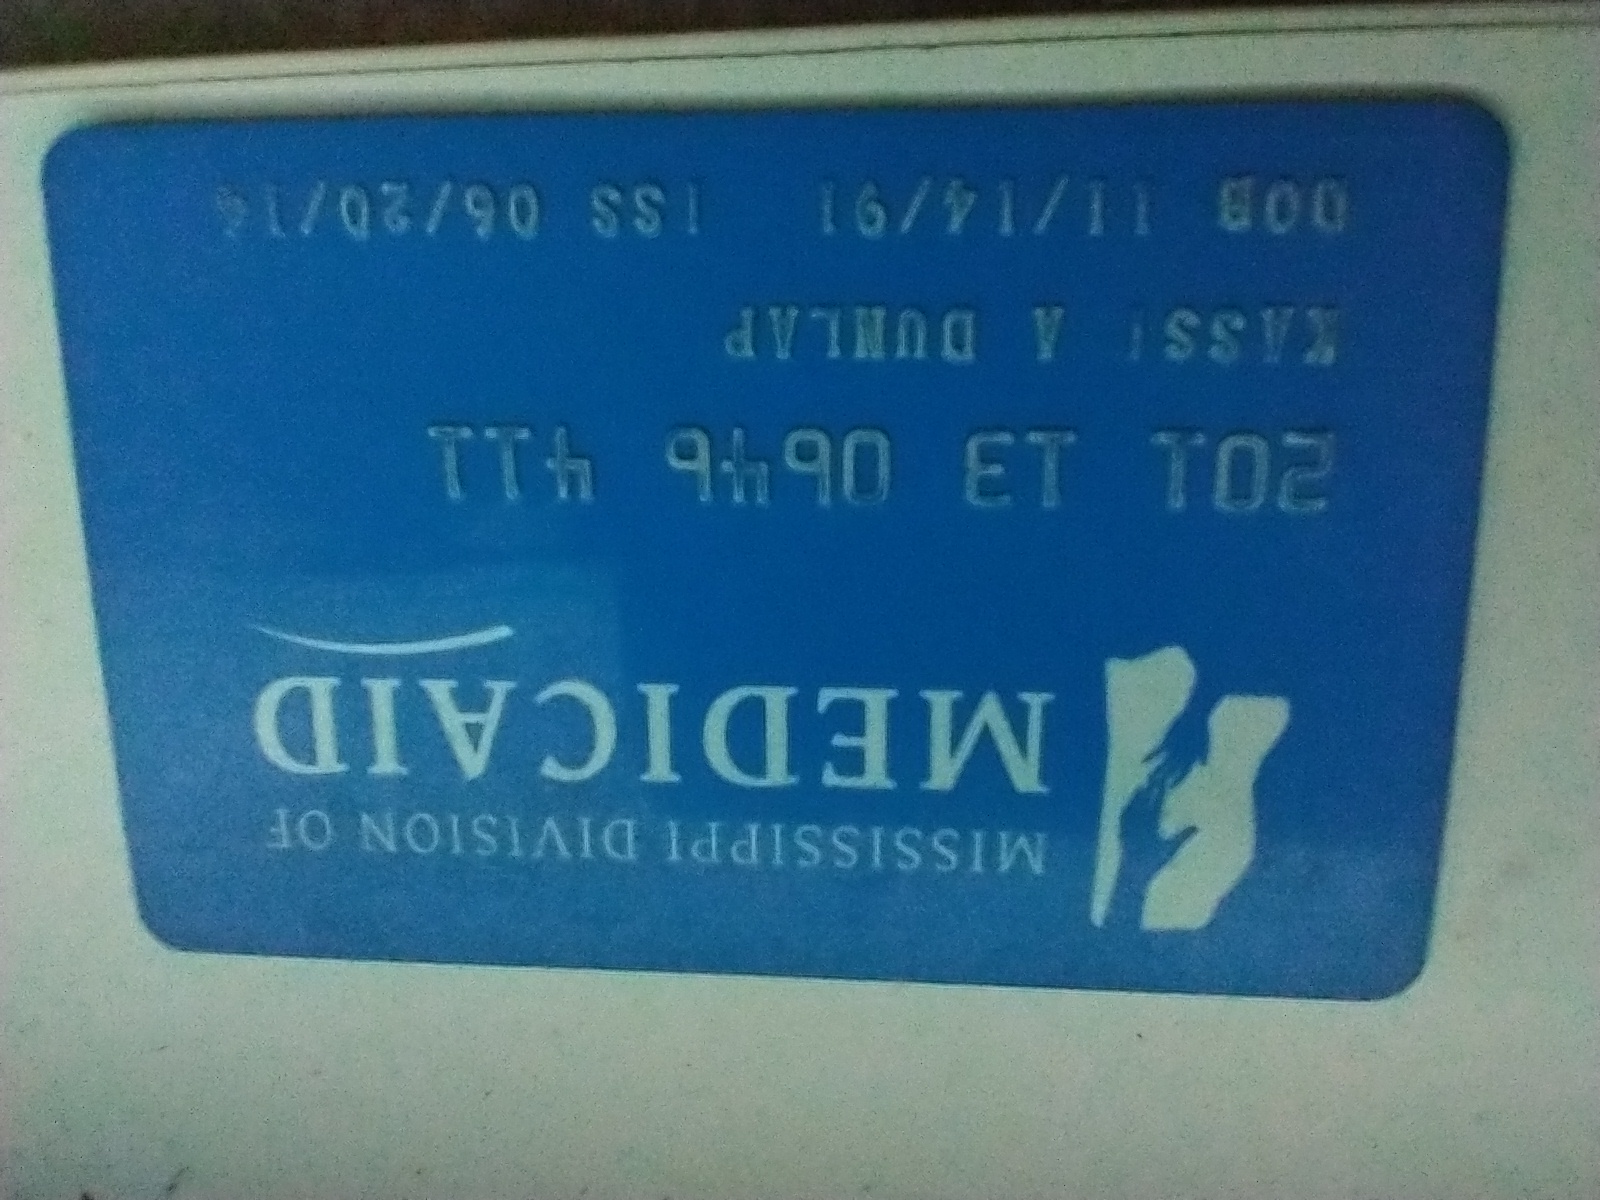 MISSISSIPPI DIVISION OF
MEDICAID
201 13 0646 411
KASSI A DUNLAP
DOB 11/14/91 ISS 06/20/14